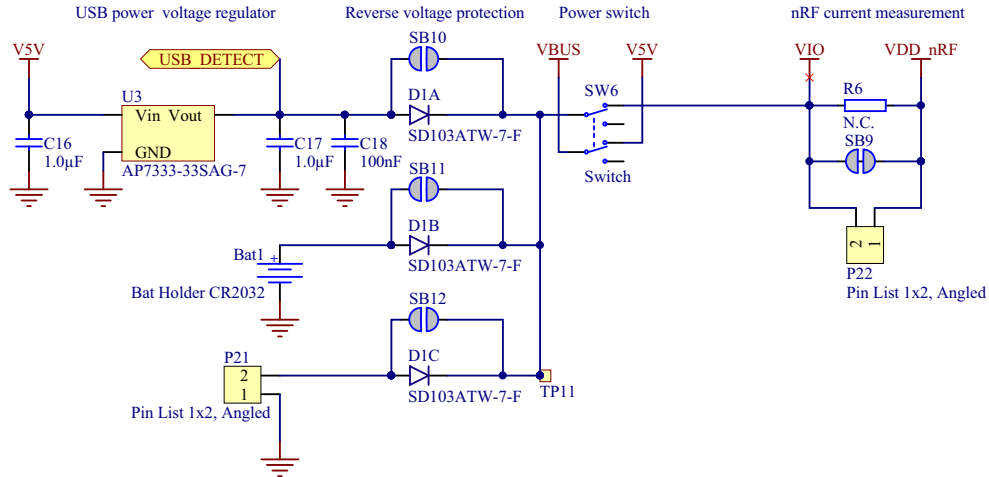 USB power voltage regulator
Reverse voltage protection
Power switch
nRF current measurement
V5V
USB_DETECT
SB10
VBUS
V5V
VIO
VDD_nRF
U3
Vin Vout
GND
AP7333-33SAG-7
C16
1.0µF
C17
1.0µF
C18
100nF
D1A
SD103ATW-7-F
SW6
Switch
R6
N.C.
SB9
SB11
D1B
SD103ATW-7-F
Bat1
+
Bat Holder CR2032
2
1
P22
Pin List 1x2, Angled
SB12
D1C
SD103ATW-7-F
P21
2
1
Pin List 1x2, Angled
TP11